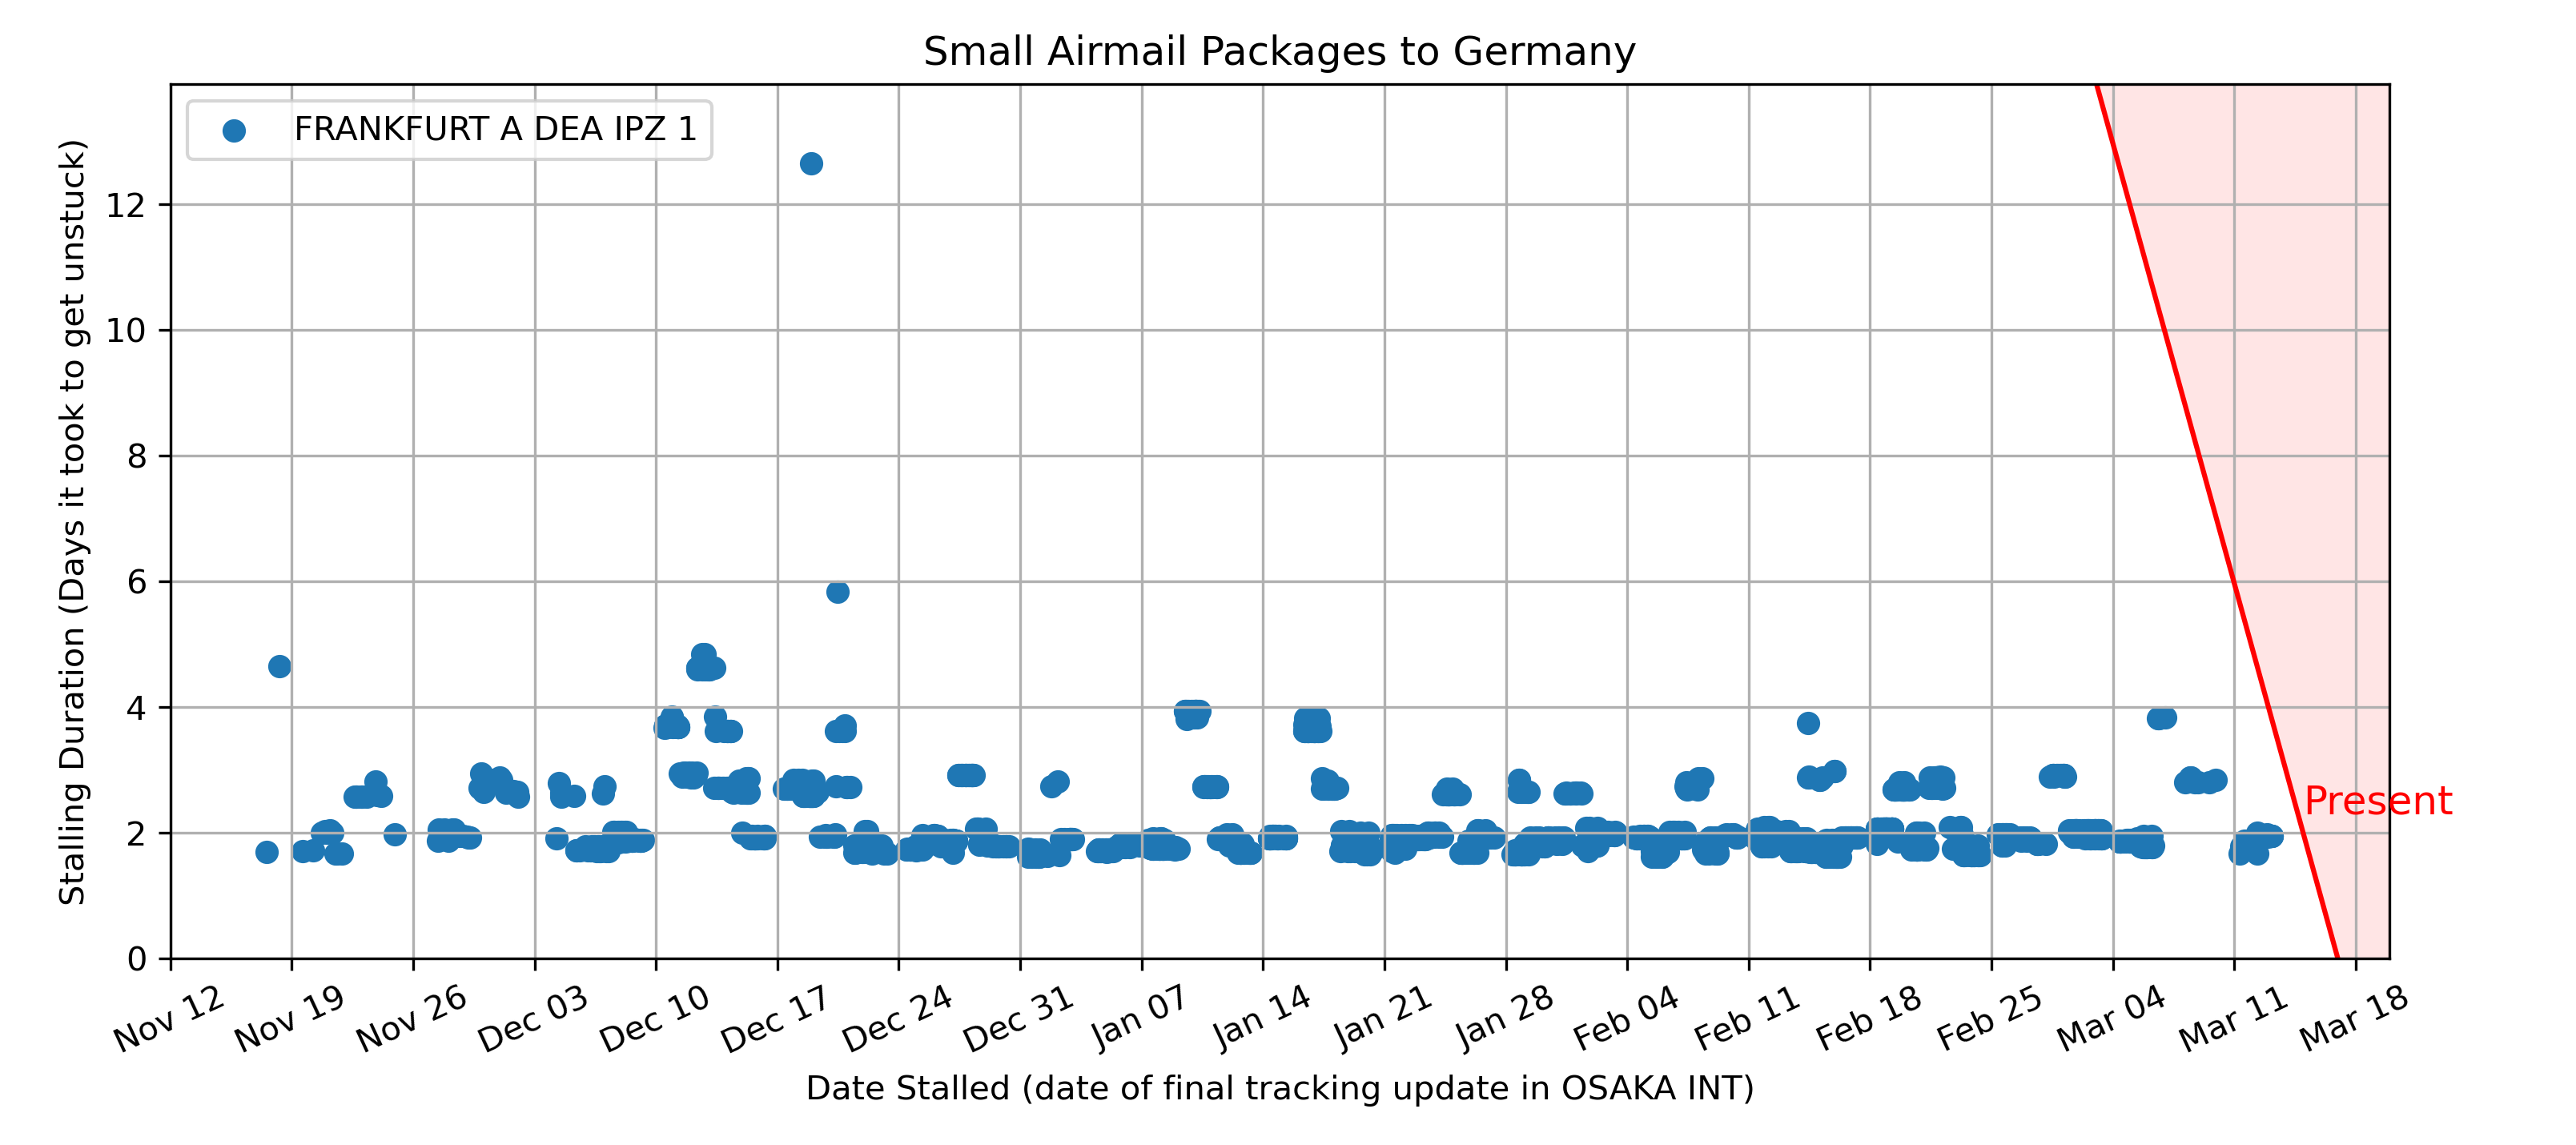 Small Airmail Packages to Germany
FRANKFURT A DEA IPZ 1
Stalling Duration (Days it took to get unstuck)
12
10
8
6
4
2
0
Present
Nov 12
Nov 19
Nov 26
Dec 03
Dec 10
Dec 17
Dec 24
Dec 31
Jan 07
Jan 14
Jan 21
Jan 28
Feb 04
Feb 11
Feb 18
Feb 25
Mar 04
Mar 11
Mar 18
Date Stalled (date of final tracking update in OSAKA INT)